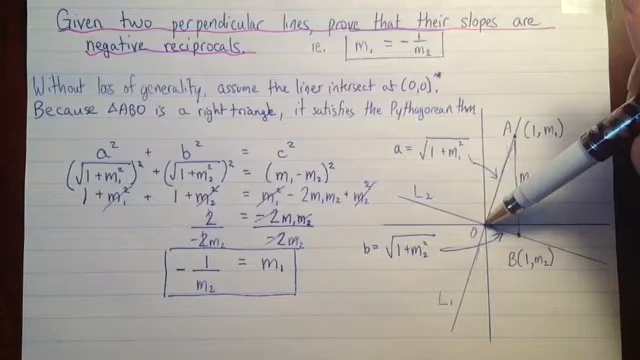 Given two perpendicular lines, prove that their slopes are
negative reciprocals. ie. m₁ = -1/m₂
Without loss of generality, assume the lines intersect at (0,0).*
Because △ABO is a right triangle, it satisfies the Pythagorean thm
a² + b² = c²
(√1+m₁²)² + (√1+m₂²)² = (m₁-m₂)²
1 + m₁² + 1 + m₂² = m₁² - 2m₁m₂ + m₂²
2/-2m₂ = -2m₁m₂/-2m₂
-1/m₂ = m₁
A (1, m₁)
a = √1+m₁²
L₂
O
b = √1+m₂²
B(1, m₂)
L₁